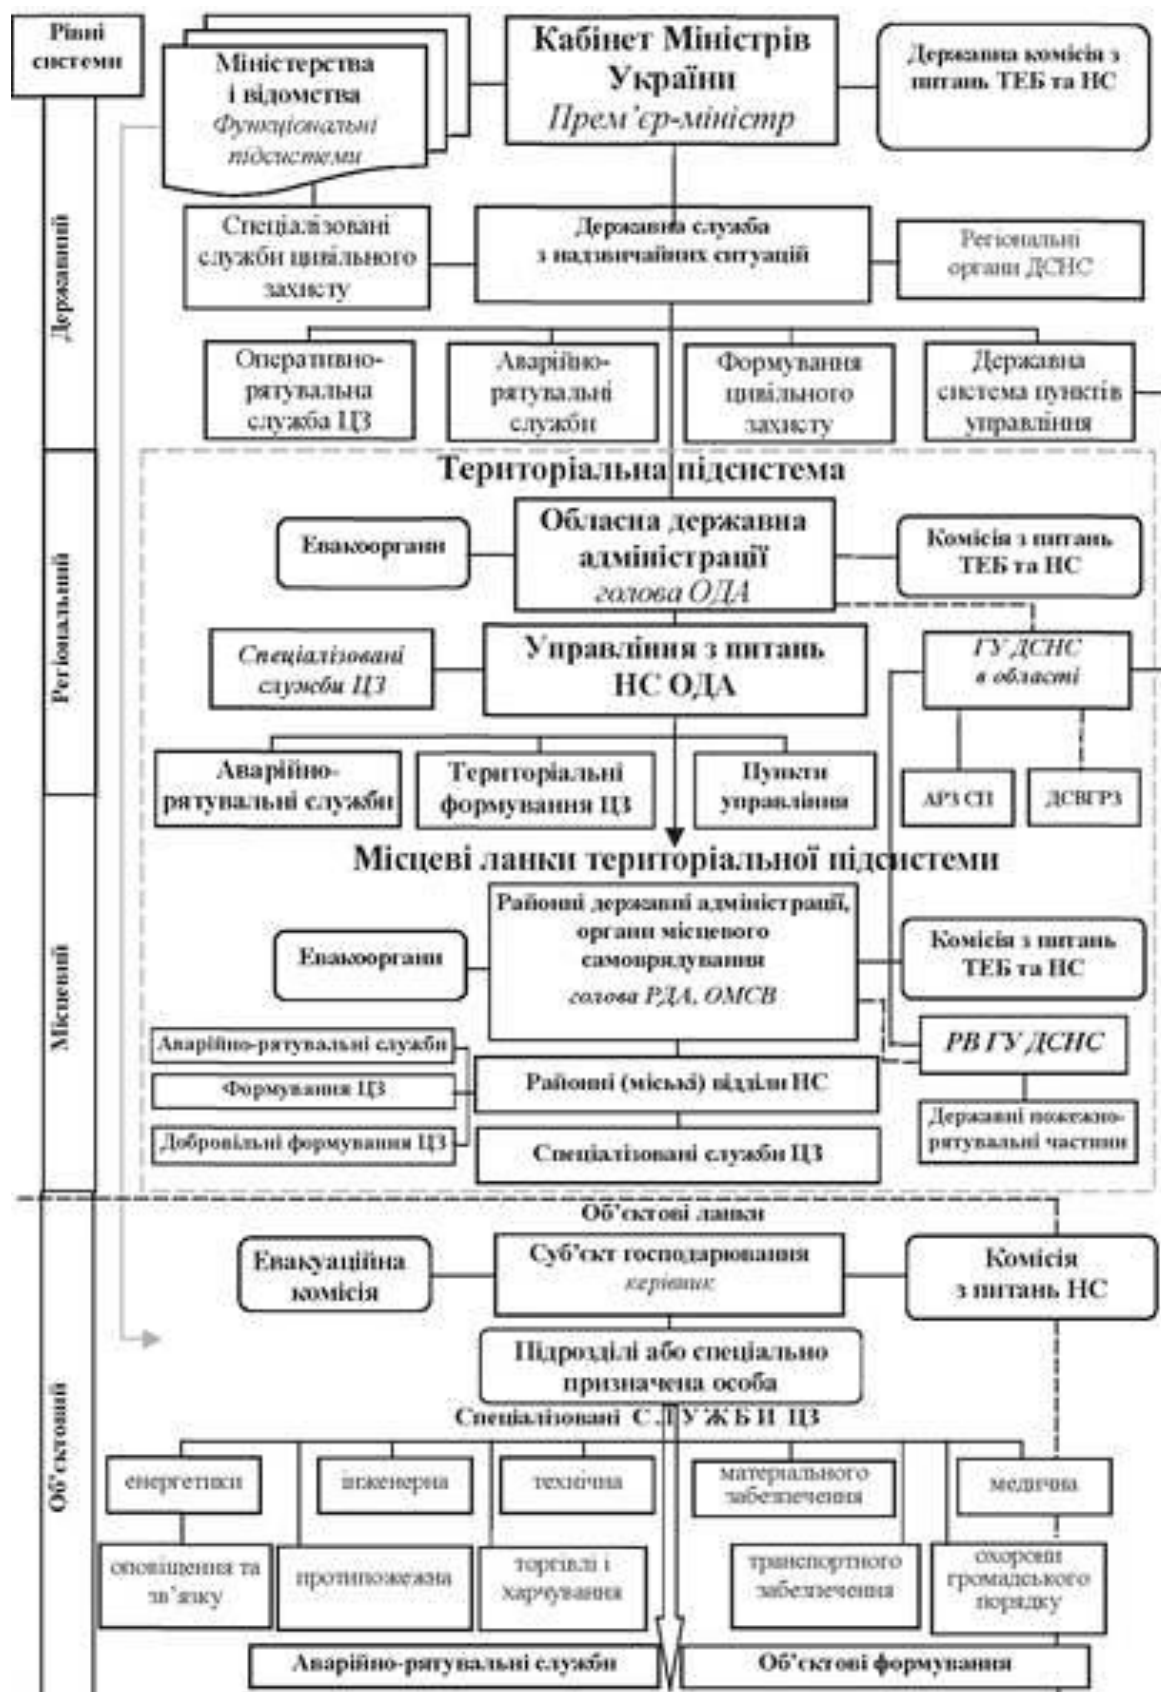 Рівні
системи
Міністерства
і відомства
Функціональні
підсистеми
Кабінет Міністрів
України
Прем’єр-міністр
Державна комісія з
питань ТЕБ та НС
Державний
Спеціалізовані
служби цивільного
захисту
Державна служба
з надзвичайних ситуацій
Регіональні
органи ДСНС
Оперативно-
рятувальна
служба ЦЗ
Аварійно-
рятувальні
служби
Формування
цивільного
захисту
Державна
система пунктів
управління
Регіональний
Територіальна підсистема
Евакооргани
Обласна державна
адміністрації
голова ОДА
Комісія з питань
ТЕБ та НС
Спеціалізовані
служби ЦЗ
Управління з питань
НС ОДА
ГУ ДСНС
в області
Аварійно-
рятувальні служби
Територіальні
формування ЦЗ
Пункти
управління
АРЗ СП
ДСВГРЗ
Місцевий
Місцеві ланки територіальної підсистеми
Евакооргани
Районні державні адміністрації,
органи місцевого
самоврядування
голова РДА, ОМСВ
Комісія з питань
ТЕБ та НС
Аварійно-рятувальні служби
Формування ЦЗ
Добровільні формування ЦЗ
Районні (міські) відділи НС
Спеціалізовані служби ЦЗ
РВ ГУ ДСНС
Державні пожежно-
рятувальні частини
Об’єктовий
Об’єктові ланки
Евакуаційна
комісія
Суб’єкт господарювання
керівник
Комісія
з питань НС
Підрозділі або спеціально
призначена особа
Спеціалізовані СЛУЖБИ ЦЗ
енергетики
інженерна
технічна
матеріального
забезпечення
медична
оповіщення та
зв’язку
протипожежна
торгівлі і
харчування
транспортного
забезпечення
охорони
громадського
порядку
Аварійно-рятувальні служби
Об’єктові формування